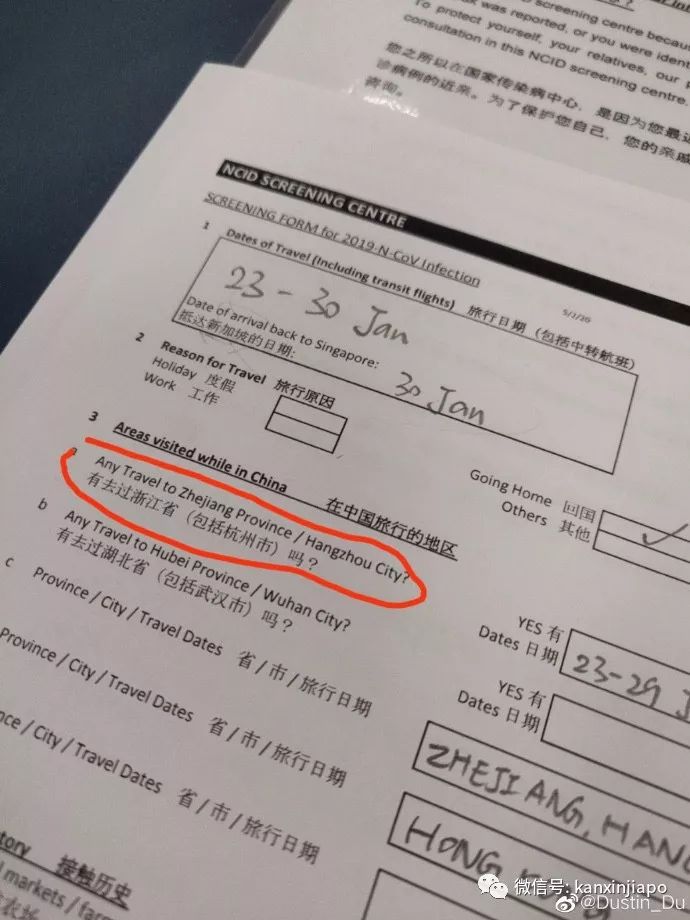 screening centre becau
was reported, or you were ident
To protect yourself, your relatives, our
consultation in this NCID screening centre.
您之所以在国家传染病中心，是因为您最近
诊病例的近亲。为了保护您自己，您的亲戚
咨询。
NCID SCREENING CENTRE
SCREENING FORM for 2019-N-CoV Infection
5/2/20
1 Dates of Travel (Including transit flights) 旅行日期（包括中转航班）
23 - 30 Jan
Date of arrival back to Singapore:
抵达新加坡的日期:
30 Jan
2 Reason for Travel 旅行原因
Holiday 度假
Work 工作
Going Home 回国
Others 其他
3 Areas visited while in China 在中国旅行的地区
a Any Travel to Zhejiang Province / Hangzhou City?
有去过浙江省（包括杭州市）吗？
YES 有
Dates 日期
23-29 J
b Any Travel to Hubei Province / Wuhan City?
有去过湖北省（包括武汉市）吗？
YES 有
Dates 日期
c Province / City / Travel Dates 省/市/旅行日期
ZHEJIANG, HAN
Province / City / Travel Dates 省/市/旅行日期
HONG
nce / City / Travel Dates 省/市/旅行日期
tory 接触历史
l markets / farm
微信号: kanxinjiapo
@Dustin_Du